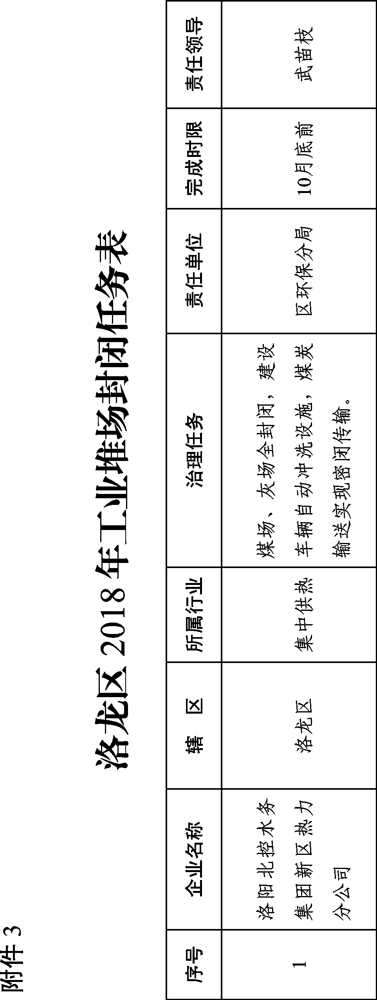 附件 3
洛龙区 2018 年工业堆场封闭任务表
序号 企业名称 辖 区 所属行业 治理任务 责任单位 完成时限 责任领导
1
洛阳北控水务
集团新区热力
分公司
洛龙区
集中供热
煤场、灰场全封闭，建设
车辆自动冲洗设施，煤炭
输送实现密闭传输。
区环保分局
10月底前
武苗枝